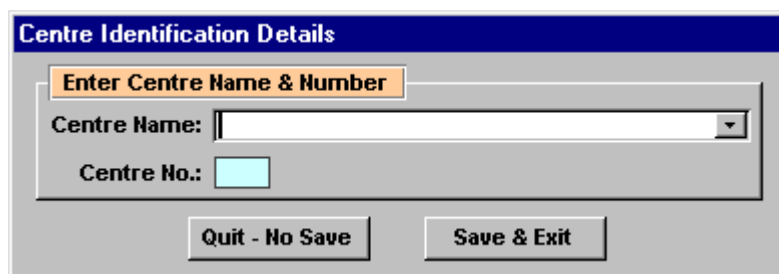 Centre Identification Details
Enter Centre Name & Number
Centre Name:
Centre No.:
Quit - No Save Save & Exit